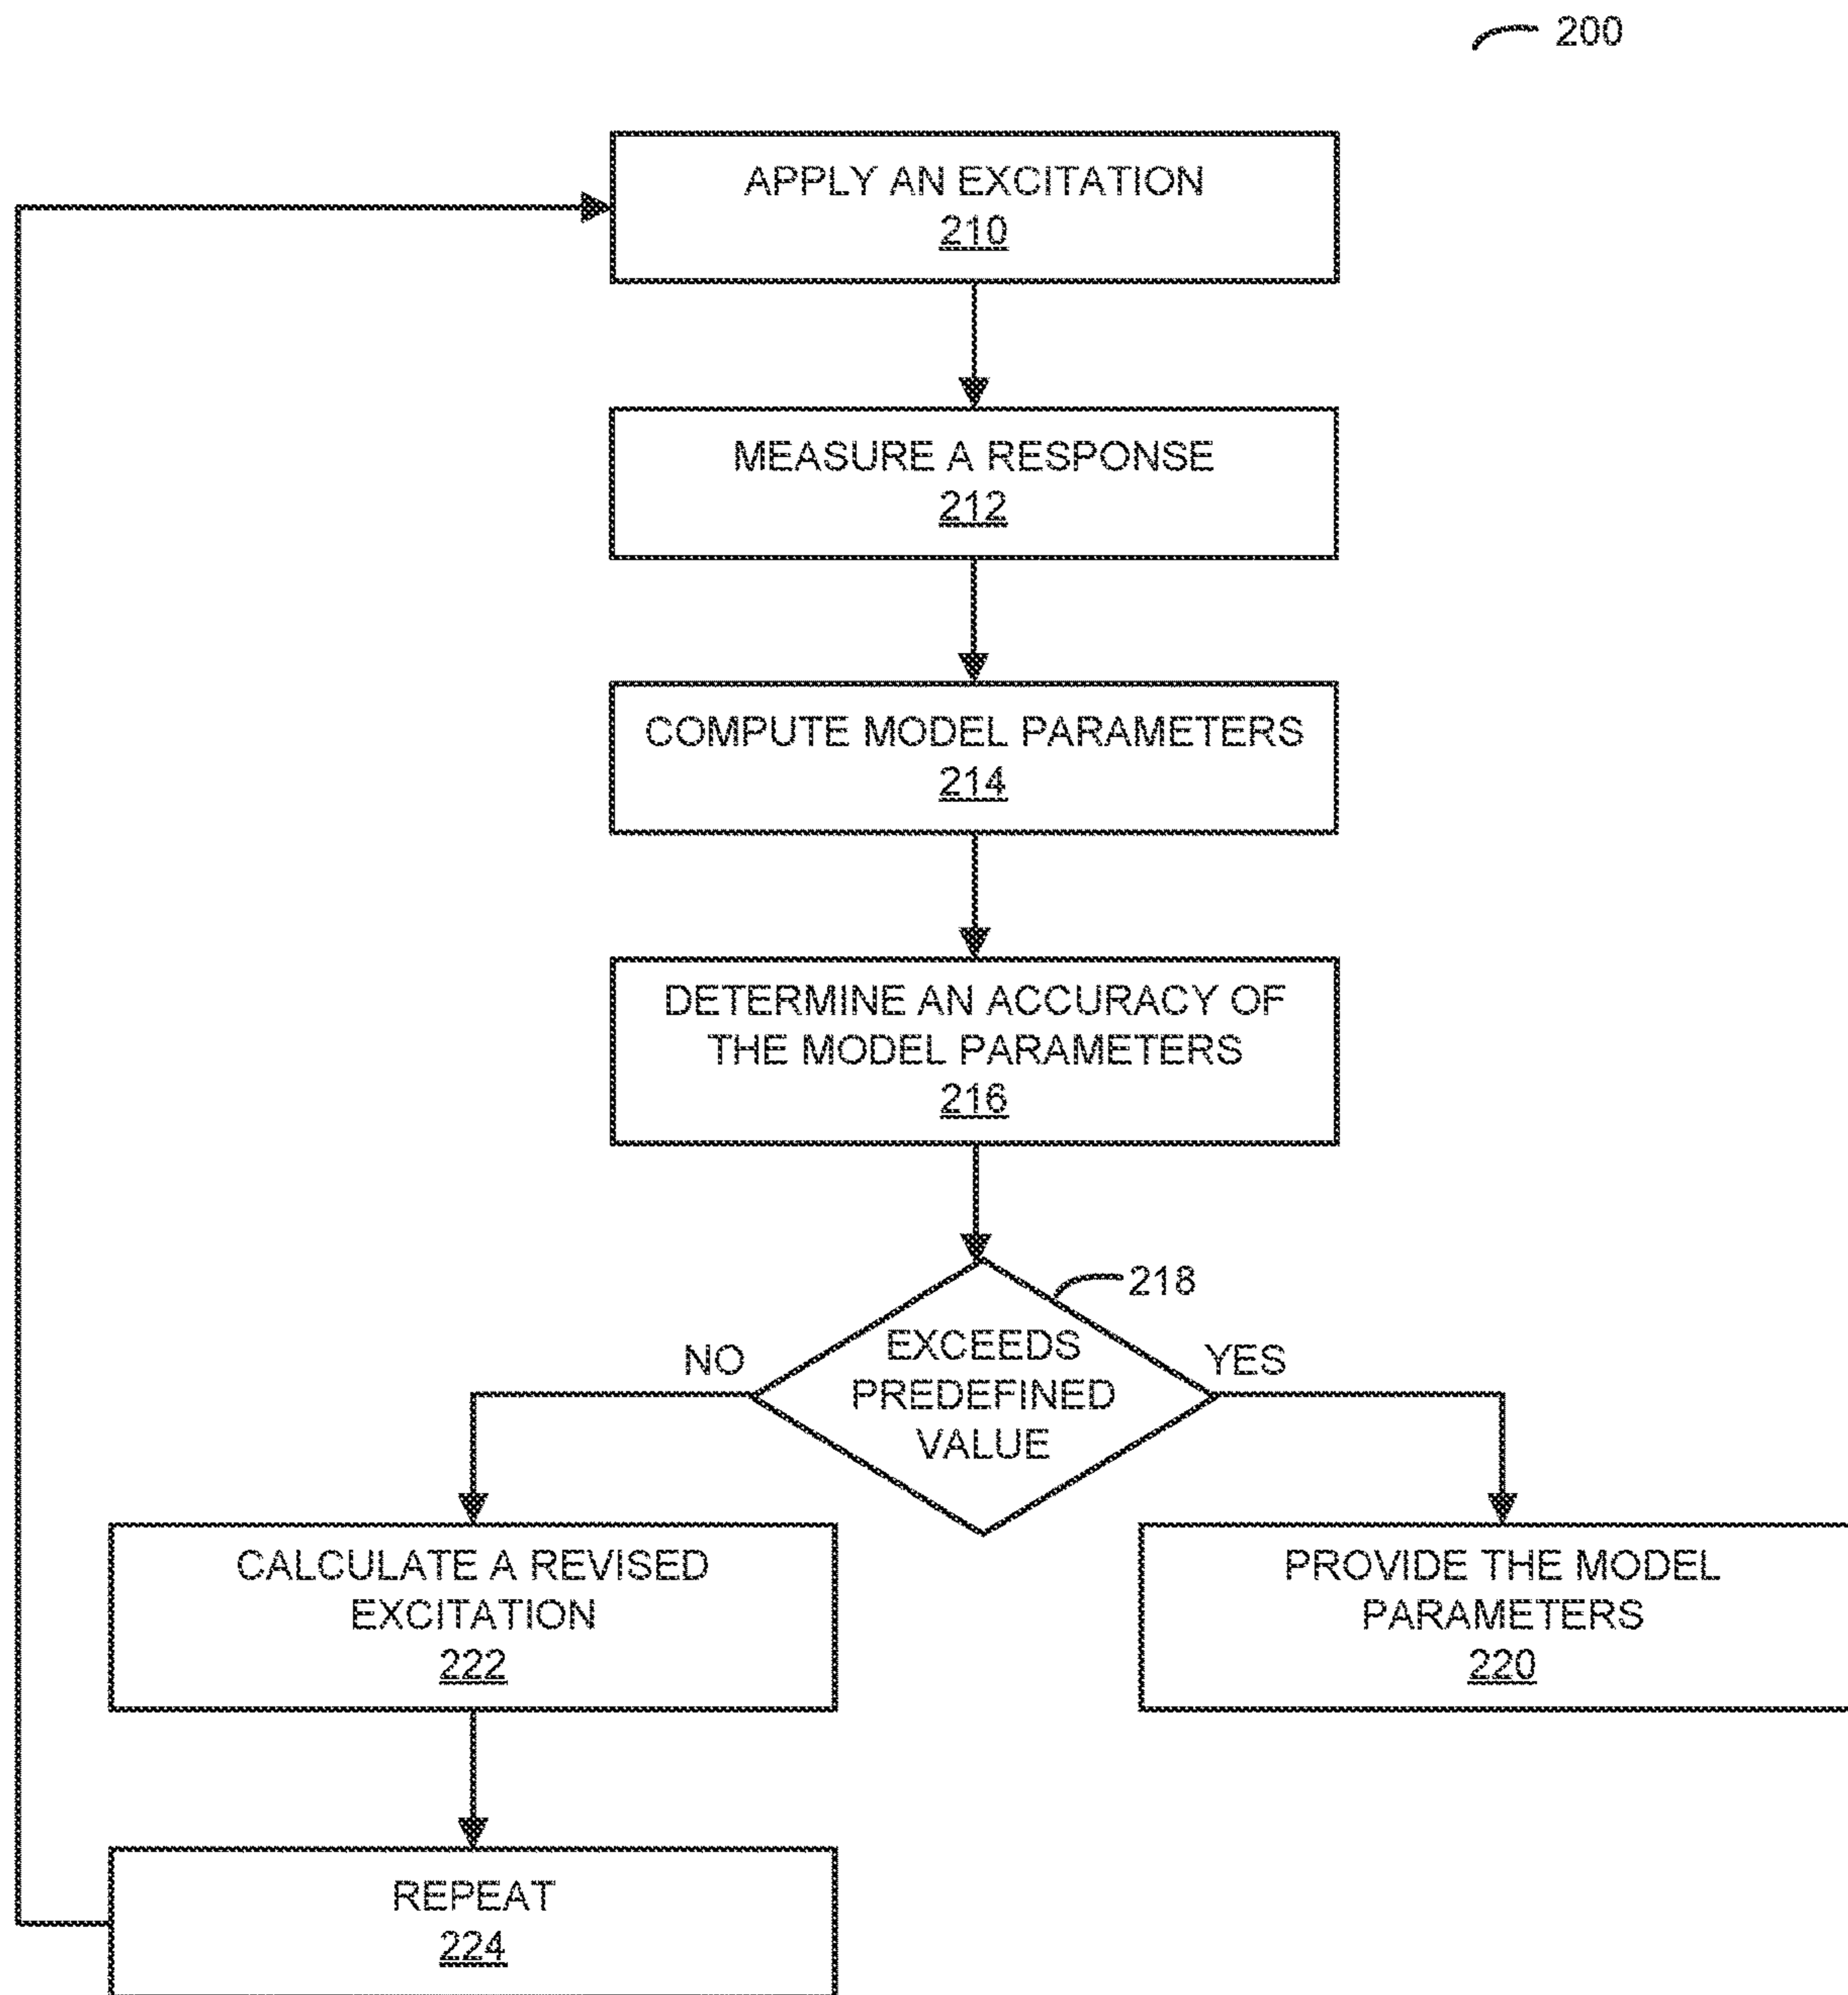 200
APPLY AN EXCITATION
210
MEASURE A RESPONSE
212
COMPUTE MODEL PARAMETERS
214
DETERMINE AN ACCURACY OF
THE MODEL PARAMETERS
216
218
NO
EXCEEDS
PREDEFINED
VALUE
YES
CALCULATE A REVISED
EXCITATION
222
PROVIDE THE MODEL
PARAMETERS
220
REPEAT
224